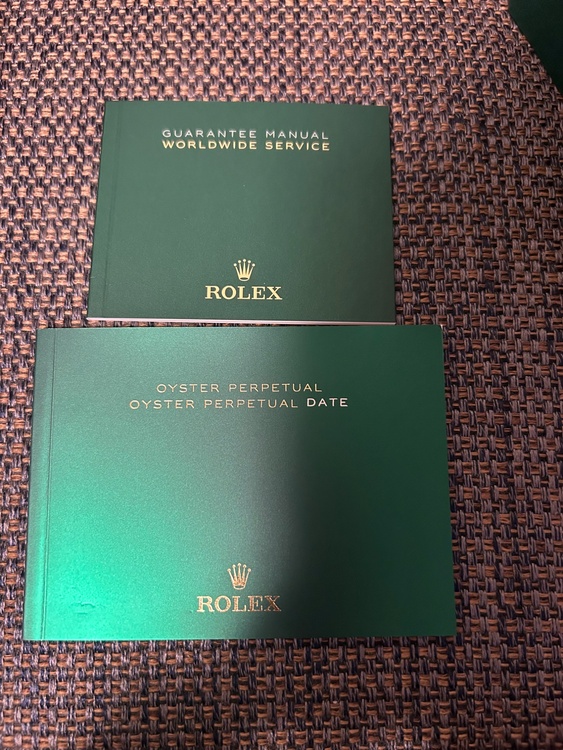 GUARANTEE MANUAL
WORLDWIDE SERVICE
ROLEX
OYSTER PERPETUAL
OYSTER PERPETUAL DATE
ROLEX